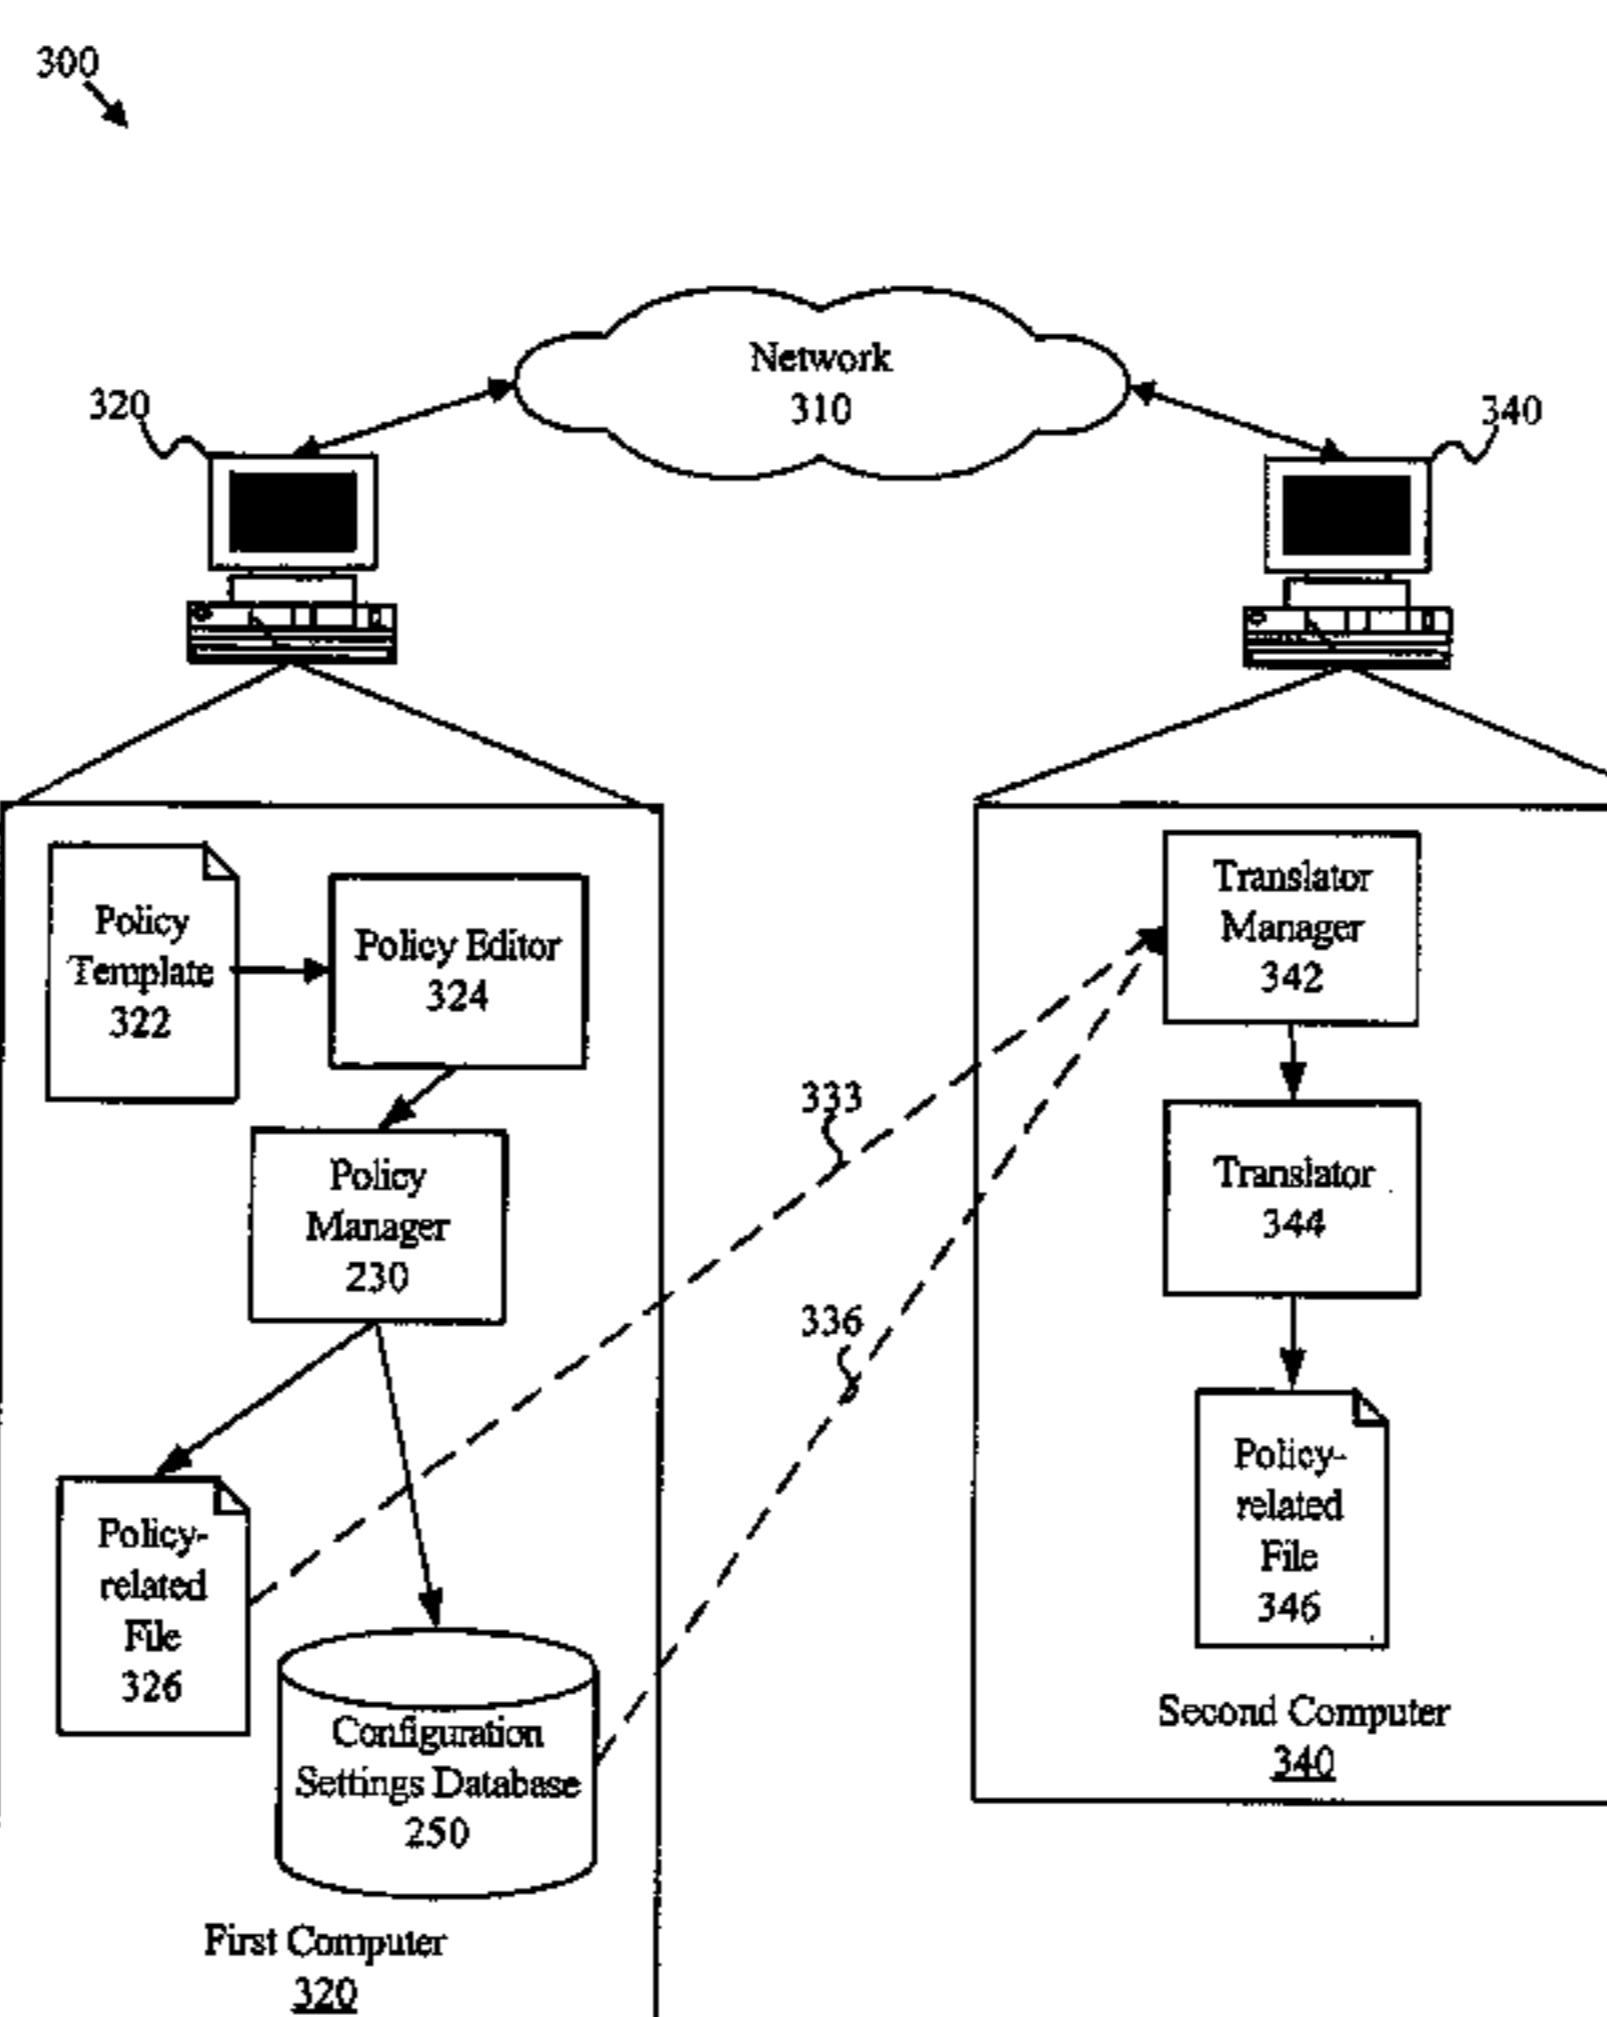 300
Network
310
320
340
Policy
Template
322
Policy Editor
324
Policy
Manager
230
Policy-
related
File
326
Configuration
Settings Database
250
First Computer
320
333
336
Translator
Manager
342
Translator
344
Policy-
related
File
346
Second Computer
340